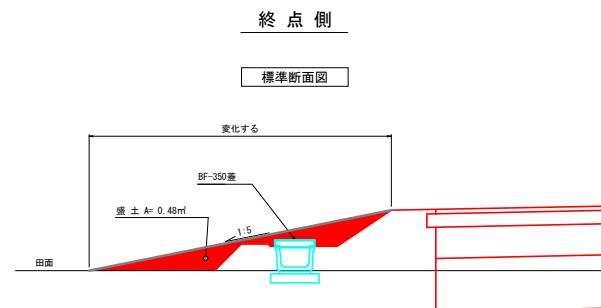 終 点 側
標準断面図
変化する
BF-350蓋
盛 土 A= 0.48㎡
1:5
田面